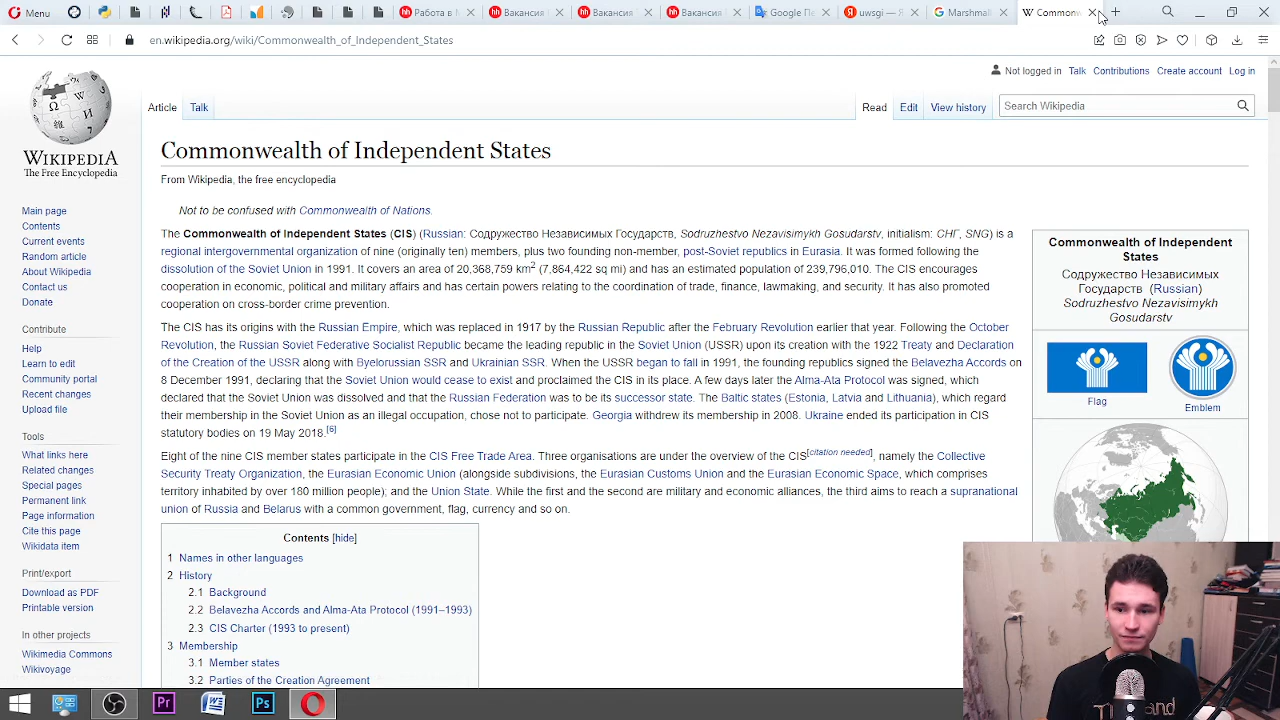 Menu
Работа в
Вакансия
Вакансия
Вакансия
Google Пе
uwsgi —
Marshmall
Common
en.wikipedia.org/wiki/Commonwealth_of_Independent_States
Not logged in Talk Contributions Create account Log in
Article Talk Read Edit View history Search Wikipedia
WIKIPEDIA
The Free Encyclopedia
Main page
Contents
Current events
Random article
About Wikipedia
Contact us
Donate
Contribute
Help
Learn to edit
Community portal
Recent changes
Upload file
Tools
What links here
Related changes
Special pages
Permanent link
Page information
Cite this page
Wikidata item
Print/export
Download as PDF
Printable version
In other projects
Wikimedia Commons
Wikivoyage
Commonwealth of Independent States
From Wikipedia, the free encyclopedia
Not to be confused with Commonwealth of Nations.
The Commonwealth of Independent States (CIS) (Russian: Содружество Независимых Государств, Sodruzhestvo Nezavisimykh Gosudarstv, initialism: СНГ, SNG) is a
regional intergovernmental organization of nine (originally ten) members, plus two founding non-member, post-Soviet republics in Eurasia. It was formed following the
dissolution of the Soviet Union in 1991. It covers an area of 20,368,759 km2 (7,864,422 sq mi) and has an estimated population of 239,796,010. The CIS encourages
cooperation in economic, political and military affairs and has certain powers relating to the coordination of trade, finance, lawmaking, and security. It has also promoted
cooperation on cross-border crime prevention.
The CIS has its origins with the Russian Empire, which was replaced in 1917 by the Russian Republic after the February Revolution earlier that year. Following the October
Revolution, the Russian Soviet Federative Socialist Republic became the leading republic in the Soviet Union (USSR) upon its creation with the 1922 Treaty and Declaration
of the Creation of the USSR along with Byelorussian SSR and Ukrainian SSR. When the USSR began to fall in 1991, the founding republics signed the Belavezha Accords on
8 December 1991, declaring that the Soviet Union would cease to exist and proclaimed the CIS in its place. A few days later the Alma-Ata Protocol was signed, which
declared that the Soviet Union was dissolved and that the Russian Federation was to be its successor state. The Baltic states (Estonia, Latvia and Lithuania), which regard
their membership in the Soviet Union as an illegal occupation, chose not to participate. Georgia withdrew its membership in 2008. Ukraine ended its participation in CIS
statutory bodies on 19 May 2018.[6]
Eight of the nine CIS member states participate in the CIS Free Trade Area. Three organisations are under the overview of the CIS[citation needed], namely the Collective
Security Treaty Organization, the Eurasian Economic Union (alongside subdivisions, the Eurasian Customs Union and the Eurasian Economic Space, which comprises
territory inhabited by over 180 million people); and the Union State. While the first and the second are military and economic alliances, the third aims to reach a supranational
union of Russia and Belarus with a common government, flag, currency and so on.
Contents [hide]
1 Names in other languages
2 History
2.1 Background
2.2 Belavezha Accords and Alma-Ata Protocol (1991–1993)
2.3 CIS Charter (1993 to present)
3 Membership
3.1 Member states
3.2 Parties of the Creation Agreement
Commonwealth of Independent
States
Содружество Независимых
Государств (Russian)
Sodruzhestvo Nezavisimykh
Gosudarstv
Flag
Emblem
Pr
Ps